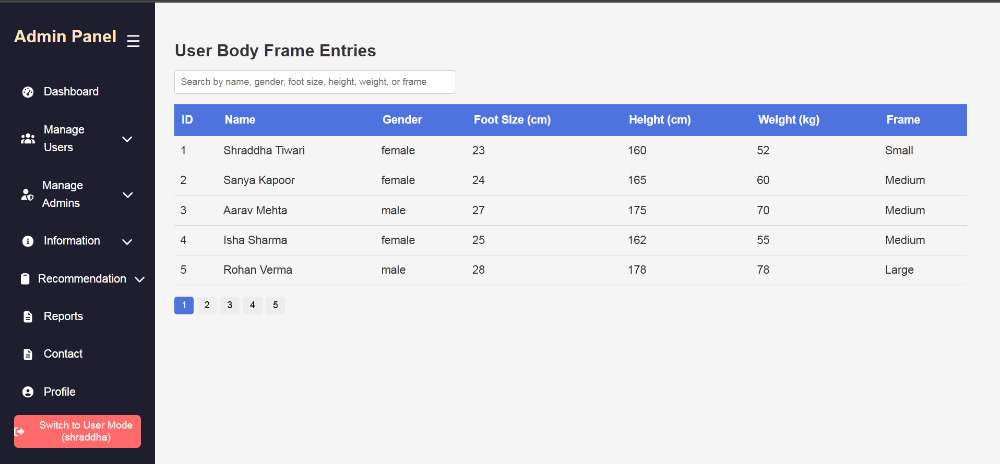 Admin Panel
Dashboard
Manage
Users
Manage
Admins
Information
Recommendation
Reports
Contact
Profile
Switch to User Mode
(shraddha)
User Body Frame Entries
Search by name, gender, foot size, height, weight, or frame
ID Name Gender Foot Size (cm) Height (cm) Weight (kg) Frame
1 Shraddha Tiwari female 23 160 52 Small
2 Sanya Kapoor female 24 165 60 Medium
3 Aarav Mehta male 27 175 70 Medium
4 Isha Sharma female 25 162 55 Medium
5 Rohan Verma male 28 178 78 Large
1 2 3 4 5